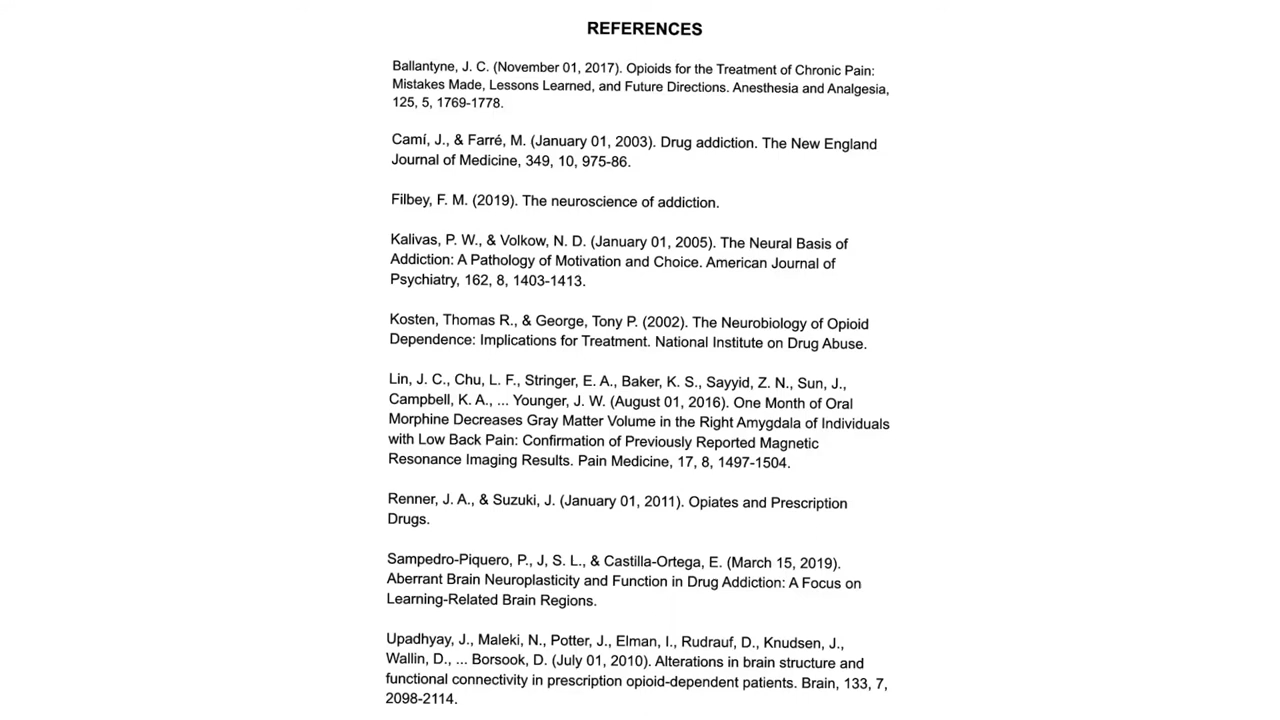 REFERENCES
Ballantyne, J. C. (November 01, 2017). Opioids for the Treatment of Chronic Pain:
Mistakes Made, Lessons Learned, and Future Directions. Anesthesia and Analgesia,
125, 5, 1769-1778.
Camí, J., & Farré, M. (January 01, 2003). Drug addiction. The New England
Journal of Medicine, 349, 10, 975-86.
Filbey, F. M. (2019). The neuroscience of addiction.
Kalivas, P. W., & Volkow, N. D. (January 01, 2005). The Neural Basis of
Addiction: A Pathology of Motivation and Choice. American Journal of
Psychiatry, 162, 8, 1403-1413.
Kosten, Thomas R., & George, Tony P. (2002). The Neurobiology of Opioid
Dependence: Implications for Treatment. National Institute on Drug Abuse.
Lin, J. C., Chu, L. F., Stringer, E. A., Baker, K. S., Sayyid, Z. N., Sun, J.,
Campbell, K. A., ... Younger, J. W. (August 01, 2016). One Month of Oral
Morphine Decreases Gray Matter Volume in the Right Amygdala of Individuals
with Low Back Pain: Confirmation of Previously Reported Magnetic
Resonance Imaging Results. Pain Medicine, 17, 8, 1497-1504.
Renner, J. A., & Suzuki, J. (January 01, 2011). Opiates and Prescription
Drugs.
Sampedro-Piquero, P., J, S. L., & Castilla-Ortega, E. (March 15, 2019).
Aberrant Brain Neuroplasticity and Function in Drug Addiction: A Focus on
Learning-Related Brain Regions.
Upadhyay, J., Maleki, N., Potter, J., Elman, I., Rudrauf, D., Knudsen, J.,
Wallin, D., ... Borsook, D. (July 01, 2010). Alterations in brain structure and
functional connectivity in prescription opioid-dependent patients. Brain, 133, 7,
2098-2114.